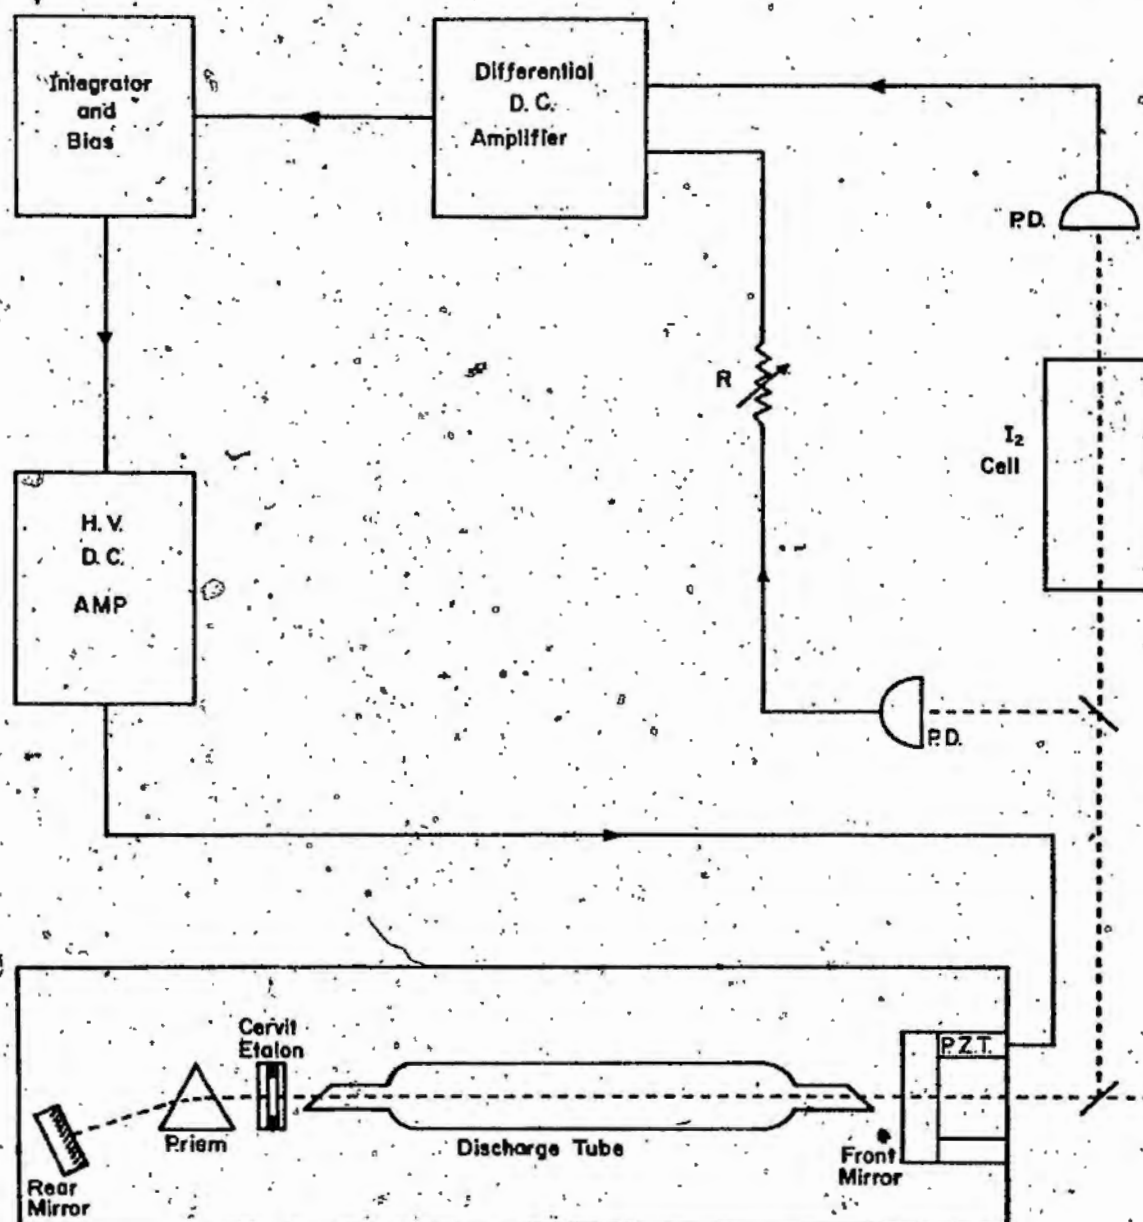 Integrator
and
Bias
Differential
D. C.
Amplifier
P.D.
R
I₂
Cell
H. V.
D. C.
AMP
P.D.
Cervit
Etalon
P.Z.T.
Prism
Discharge Tube
Front
Mirror
Rear
Mirror